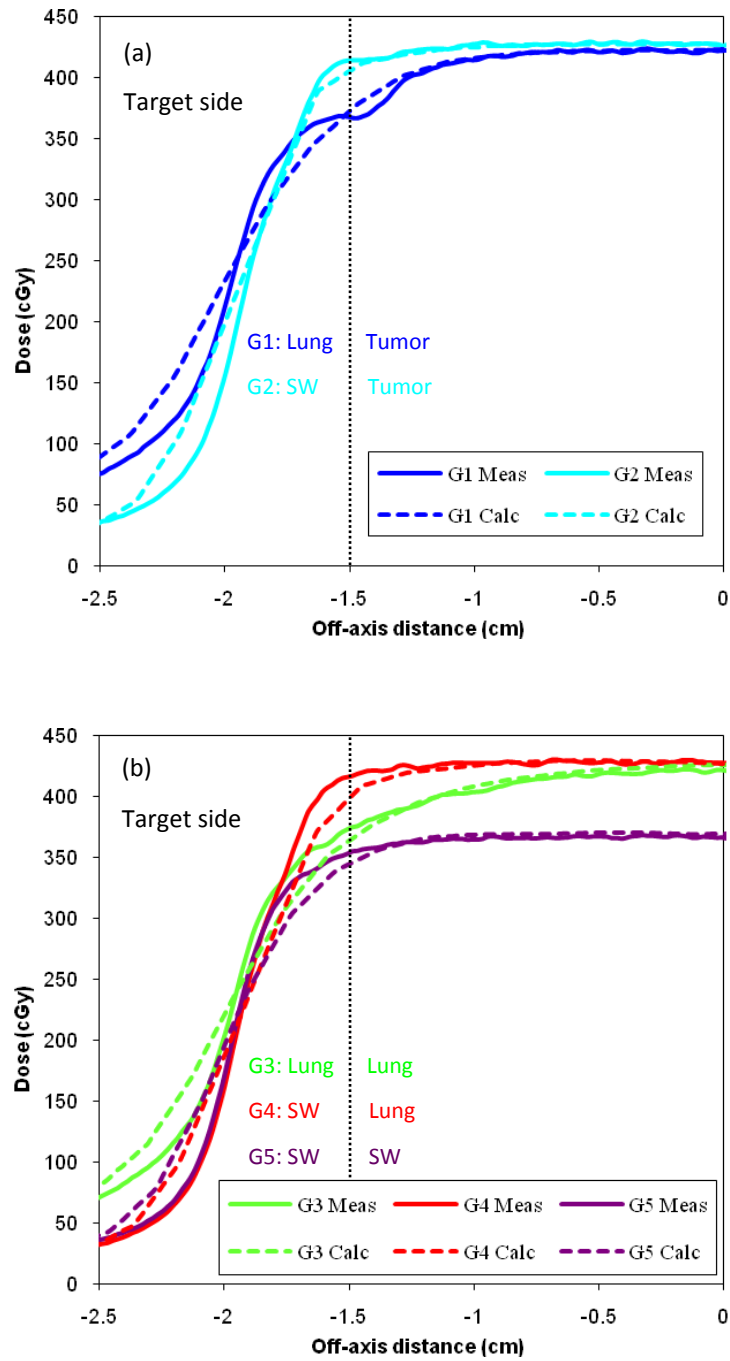 450
400
350
300
250
200
150
100
50
0
Dose (cGy)
(a)
Target side
G1: Lung Tumor
G2: SW Tumor
G1 Meas G2 Meas
G1 Calc G2 Calc
-2.5 -2 -1.5 -1 -0.5 0
Off-axis distance (cm)
450
400
350
300
250
200
150
100
50
0
Dose (cGy)
(b)
Target side
G3: Lung Lung
G4: SW Lung
G5: SW SW
G3 Meas G4 Meas G5 Meas
G3 Calc G4 Calc G5 Calc
-2.5 -2 -1.5 -1 -0.5 0
Off-axis distance (cm)